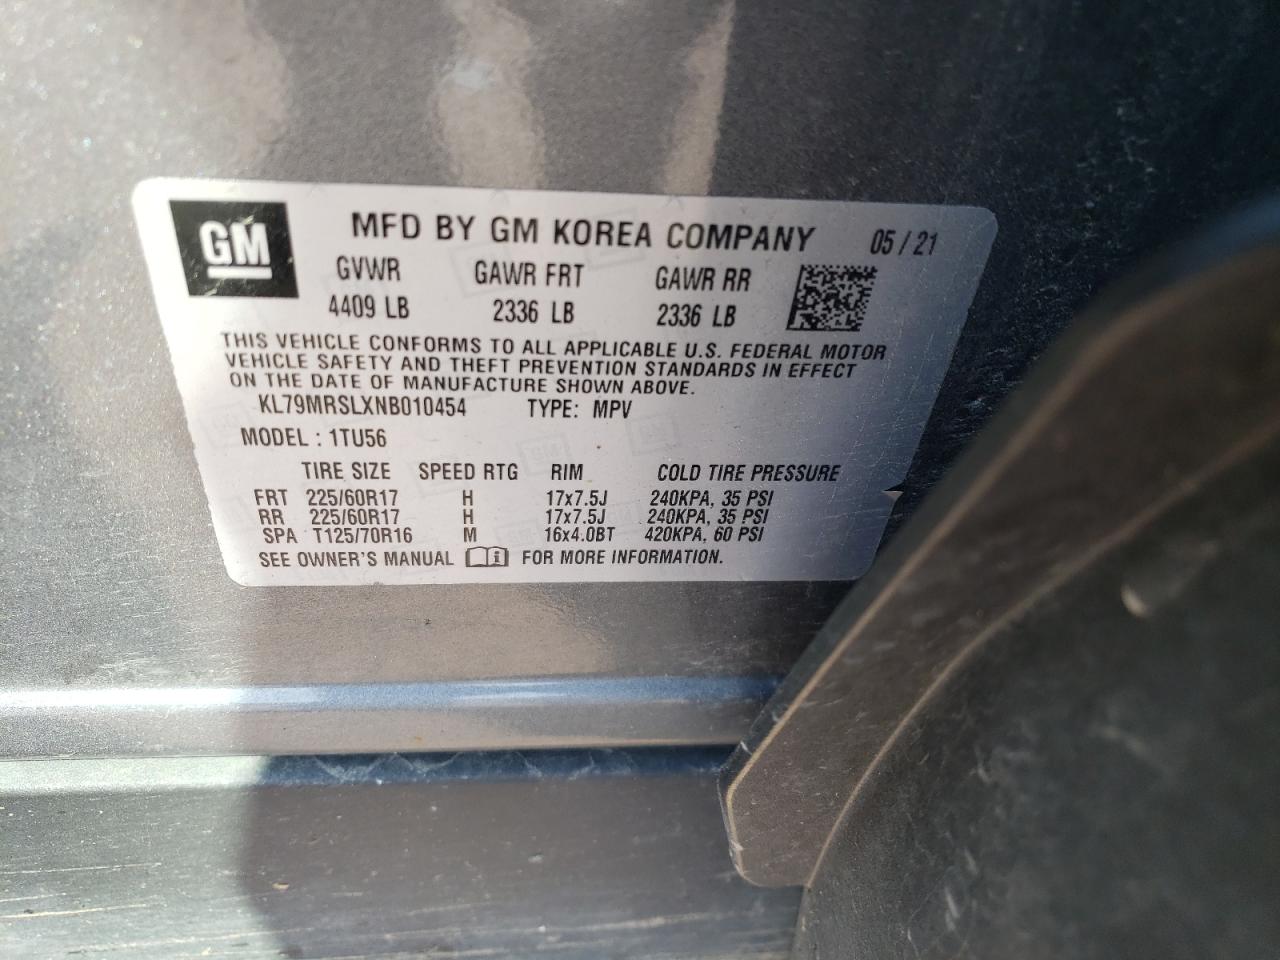 GM
MFD BY GM KOREA COMPANY 05 / 21
GVWR GAWR FRT GAWR RR
4409 LB 2336 LB 2336 LB
THIS VEHICLE CONFORMS TO ALL APPLICABLE U.S. FEDERAL MOTOR
VEHICLE SAFETY AND THEFT PREVENTION STANDARDS IN EFFECT
ON THE DATE OF MANUFACTURE SHOWN ABOVE.
KL79MRSLXNB010454 TYPE: MPV
MODEL : 1TU56
TIRE SIZE SPEED RTG RIM COLD TIRE PRESSURE
FRT 225/60R17 H 17x7.5J 240KPA, 35 PSI
RR 225/60R17 H 17x7.5J 240KPA, 35 PSI
SPA T125/70R16 M 16x4.0BT 420KPA, 60 PSI
SEE OWNER'S MANUAL i FOR MORE INFORMATION.